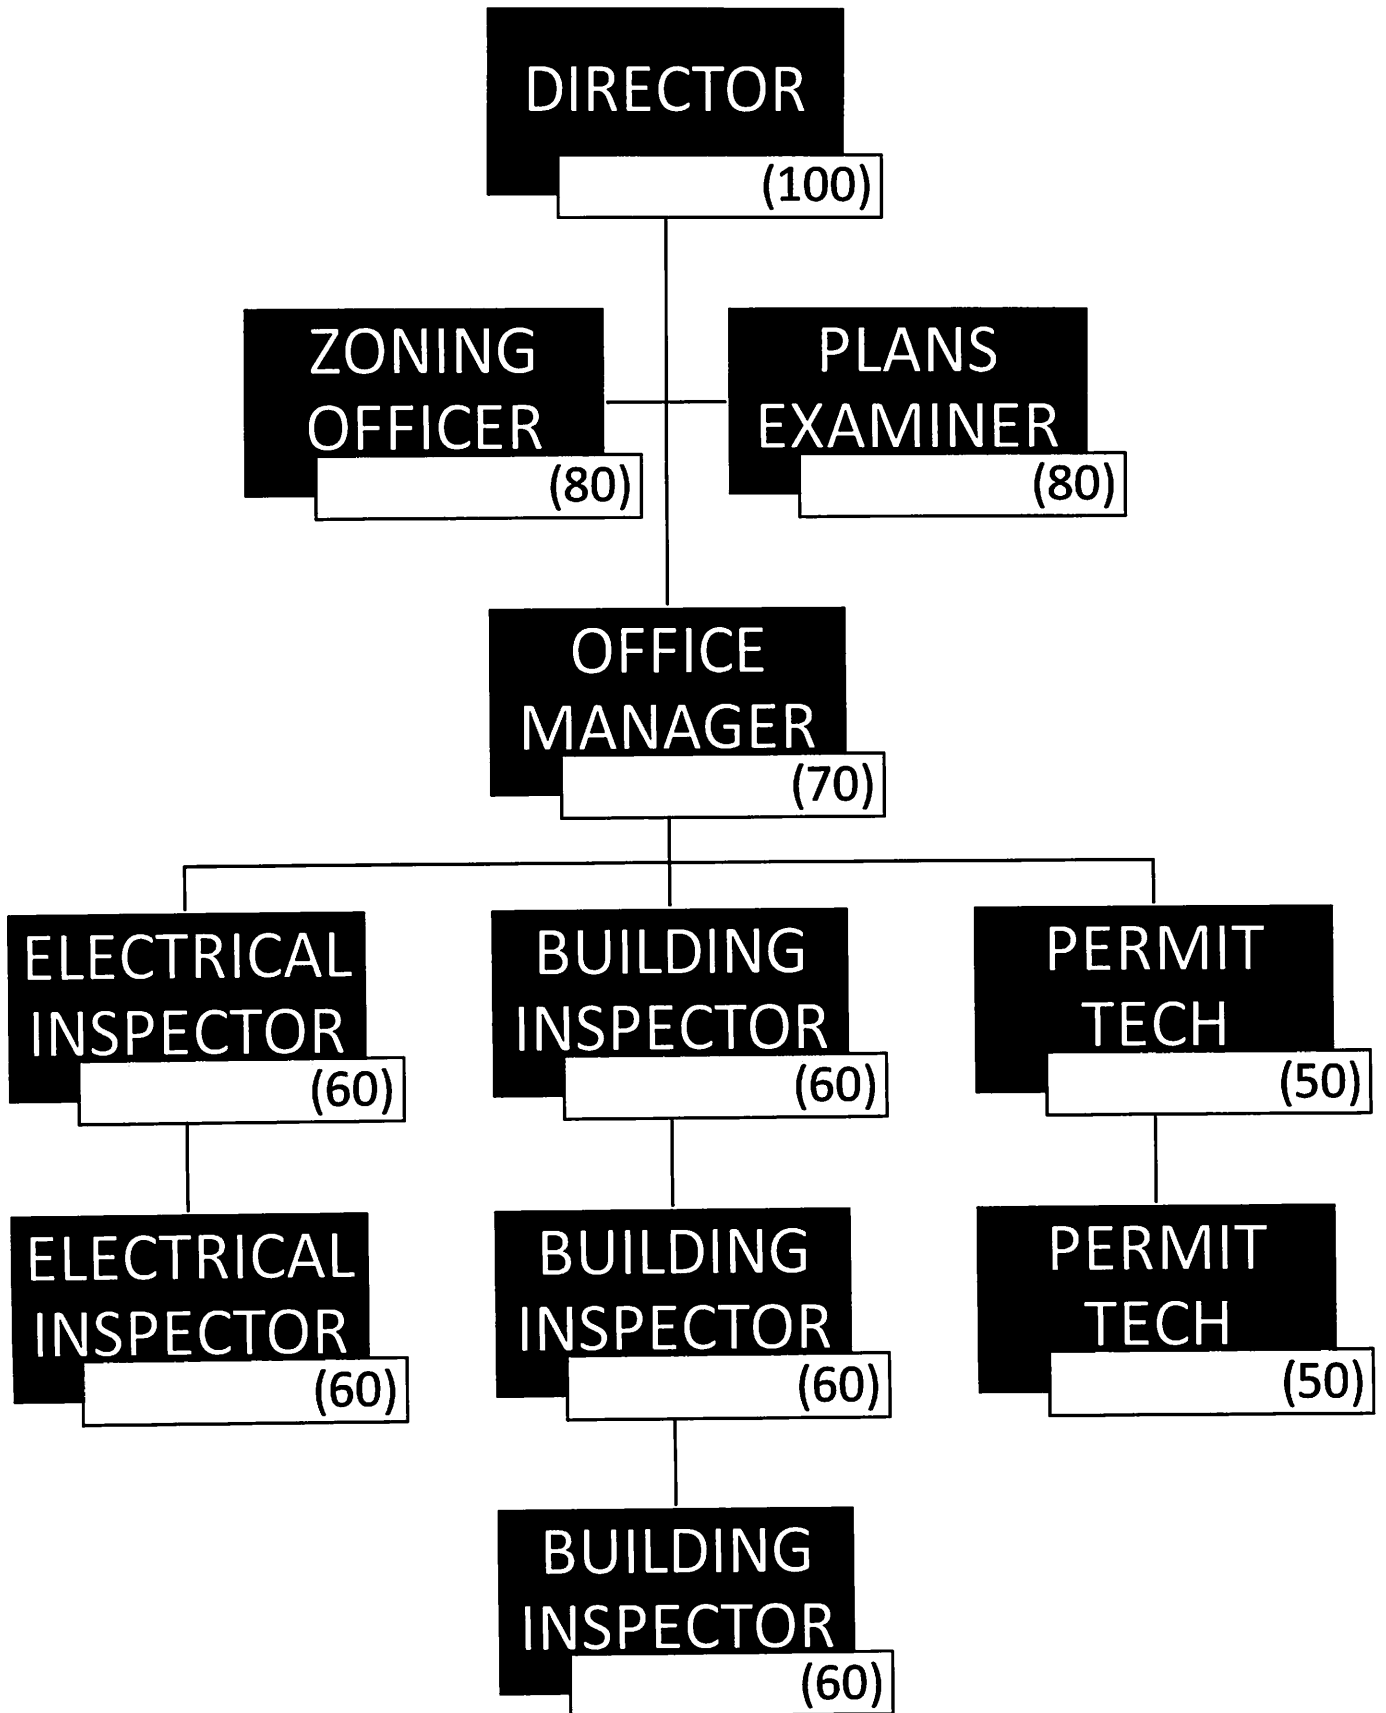 DIRECTOR
(100)
ZONING
OFFICER
(80)
PLANS
EXAMINER
(80)
OFFICE
MANAGER
(70)
ELECTRICAL
INSPECTOR
(60)
BUILDING
INSPECTOR
(60)
PERMIT
TECH
(50)
ELECTRICAL
INSPECTOR
(60)
BUILDING
INSPECTOR
(60)
PERMIT
TECH
(50)
BUILDING
INSPECTOR
(60)